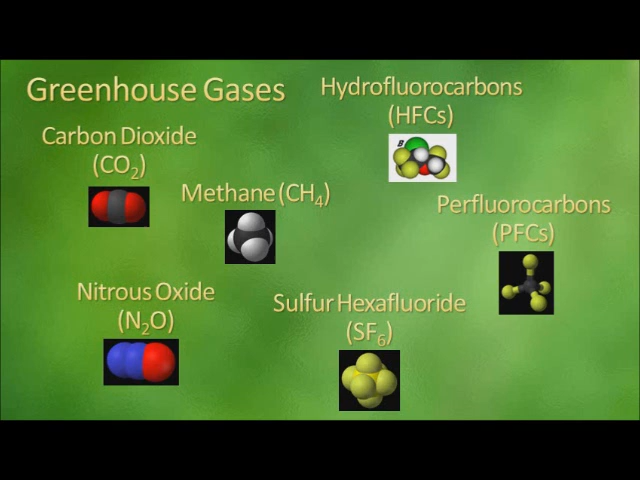 Greenhouse Gases
Carbon Dioxide
(CO₂)
Methane (CH₄)
Nitrous Oxide
(N₂O)
Hydrofluorocarbons
(HFCs)
B
Perfluorocarbons
(PFCs)
Sulfur Hexafluoride
(SF₆)